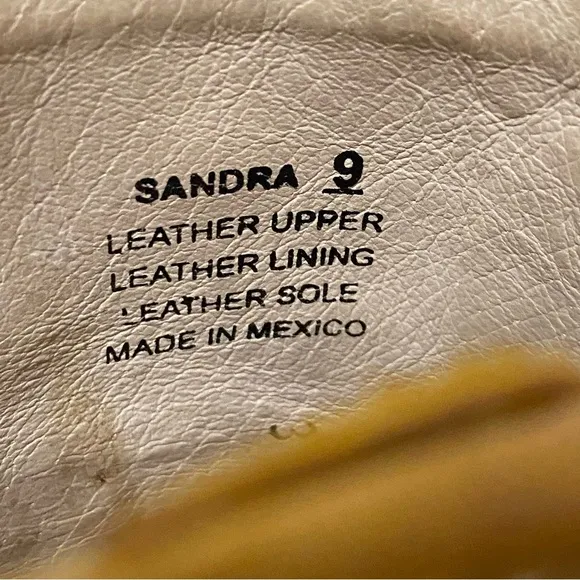 SANDRA 9
LEATHER UPPER
LEATHER LINING
LEATHER SOLE
MADE IN MEXICO